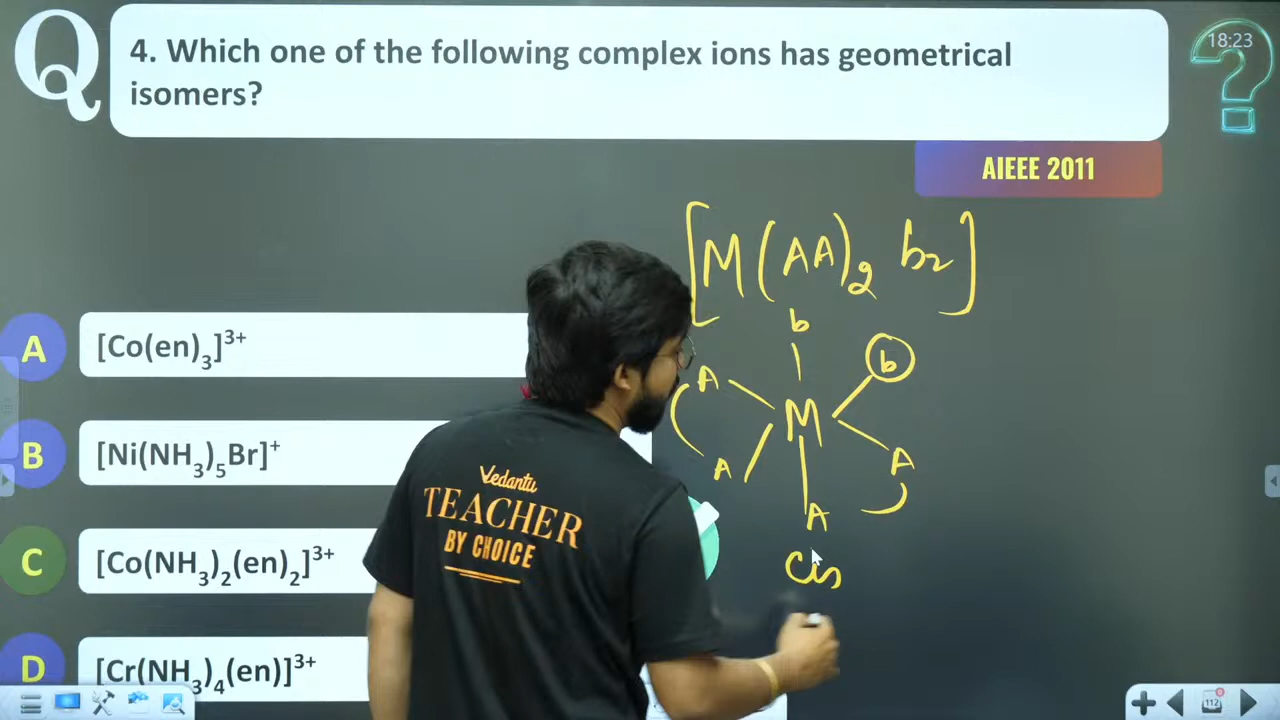 Q
4. Which one of the following complex ions has geometrical
isomers?
18:23
AIEEE 2011
[M(AA)₂ b₂]
A
[Co(en)₃]³⁺
B
[Ni(NH₃)₅Br]⁺
C
[Co(NH₃)₂(en)₂]³⁺
D
[Cr(NH₃)₄(en)]³⁺
b
A
b
M
A
A
A
Cis
Vedantu
TEACHER
BY CHOICE
112